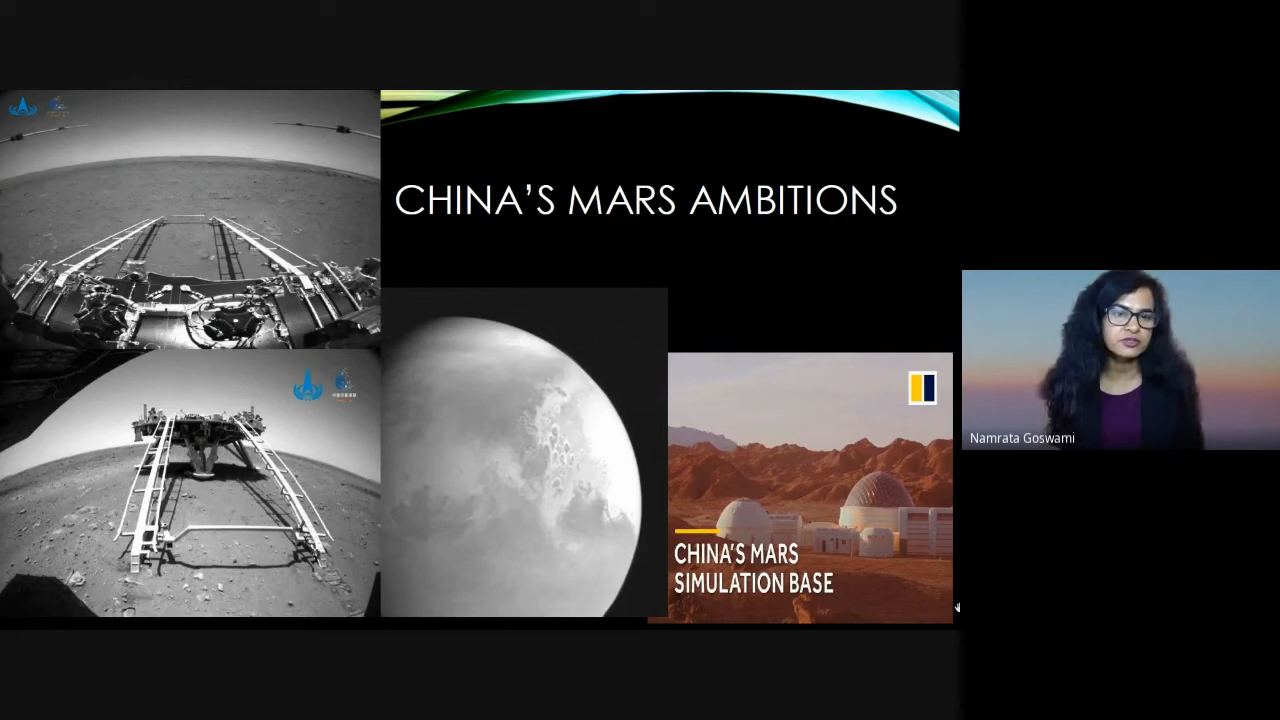 CHINA'S MARS AMBITIONS
CHINA'S MARS
SIMULATION BASE
Namrata Goswami